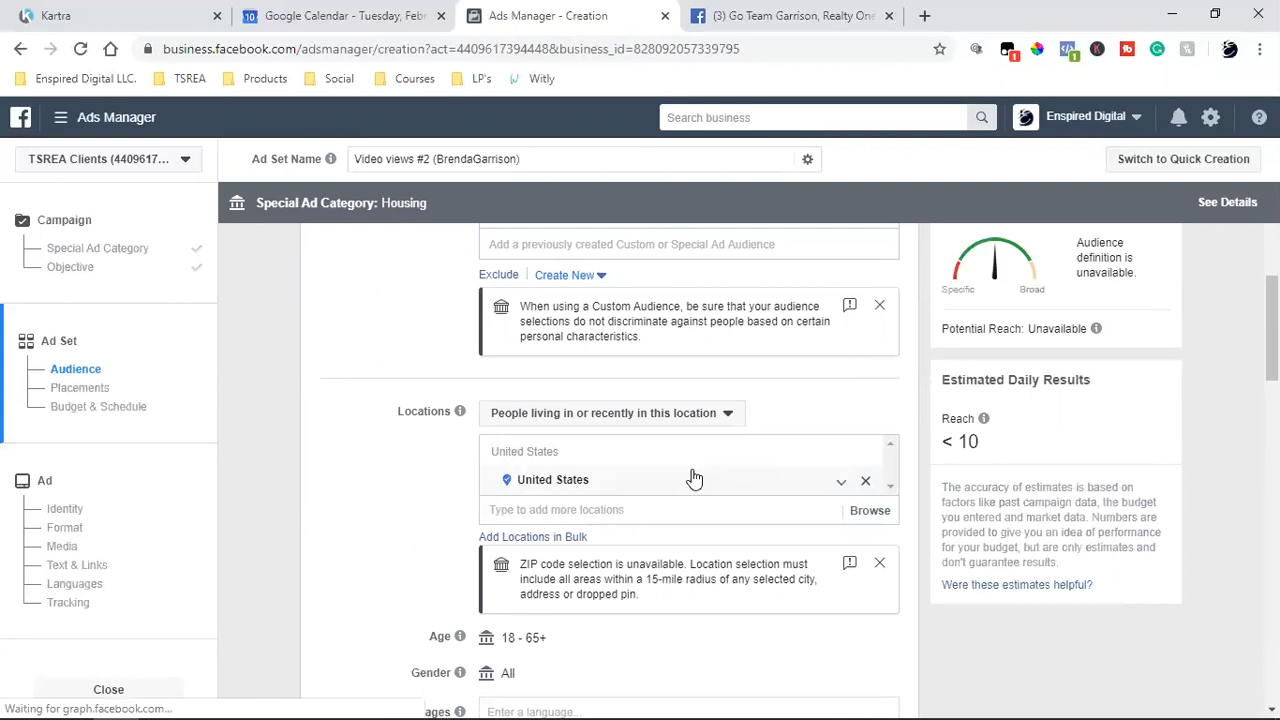 Kartra
Google Calendar - Tuesday, Febru
Ads Manager - Creation
(3) Go Team Garrison, Realty One
business.facebook.com/adsmanager/creation?act=4409617394448&business_id=828092057339795
Enspired Digital LLC.
TSREA
Products
Social
Courses
LP's
Witly
Ads Manager
Search business
Enspired Digital
TSREA Clients (4409617...
Ad Set Name
Video views #2 (BrendaGarrison)
Switch to Quick Creation
Campaign
Special Ad Category
Objective
Ad Set
Audience
Placements
Budget & Schedule
Ad
Identity
Format
Media
Text & Links
Languages
Tracking
Close
Waiting for graph.facebook.com...
Special Ad Category: Housing
See Details
Add a previously created Custom or Special Ad Audience
Exclude
Create New
When using a Custom Audience, be sure that your audience
selections do not discriminate against people based on certain
personal characteristics.
Locations
People living in or recently in this location
United States
United States
Type to add more locations
Browse
Add Locations in Bulk
ZIP code selection is unavailable. Location selection must
include all areas within a 15-mile radius of any selected city,
address or dropped pin.
Age
18 - 65+
Gender
All
ages
Enter a language...
Specific
Broad
Audience
definition is
unavailable.
Potential Reach: Unavailable
Estimated Daily Results
Reach
< 10
The accuracy of estimates is based on
factors like past campaign data, the budget
you entered and market data. Numbers are
provided to give you an idea of performance
for your budget, but are only estimates and
don't guarantee results.
Were these estimates helpful?